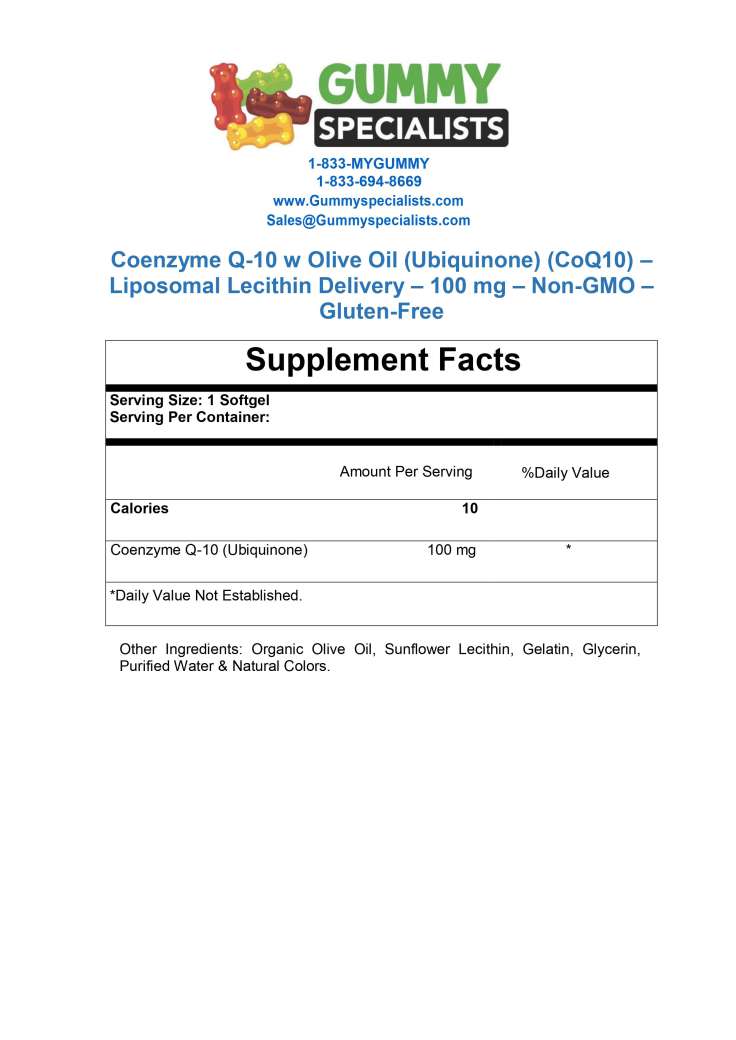 GUMMY
SPECIALISTS
1-833-MYGUMMY
1-833-694-8669
www.Gummyspecialists.com
Sales@Gummyspecialists.com
Coenzyme Q-10 w Olive Oil (Ubiquinone) (CoQ10) –
Liposomal Lecithin Delivery – 100 mg – Non-GMO –
Gluten-Free
Supplement Facts
Serving Size: 1 Softgel
Serving Per Container:
Amount Per Serving %Daily Value
Calories 10
Coenzyme Q-10 (Ubiquinone) 100 mg *
*Daily Value Not Established.
Other Ingredients: Organic Olive Oil, Sunflower Lecithin, Gelatin, Glycerin,
Purified Water & Natural Colors.